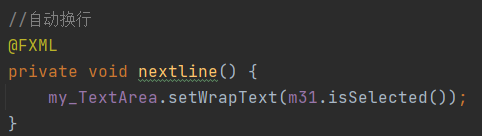 //自动换行
@FXML
private void nextline() {
    my_TextArea.setWrapText(m31.isSelected());
}